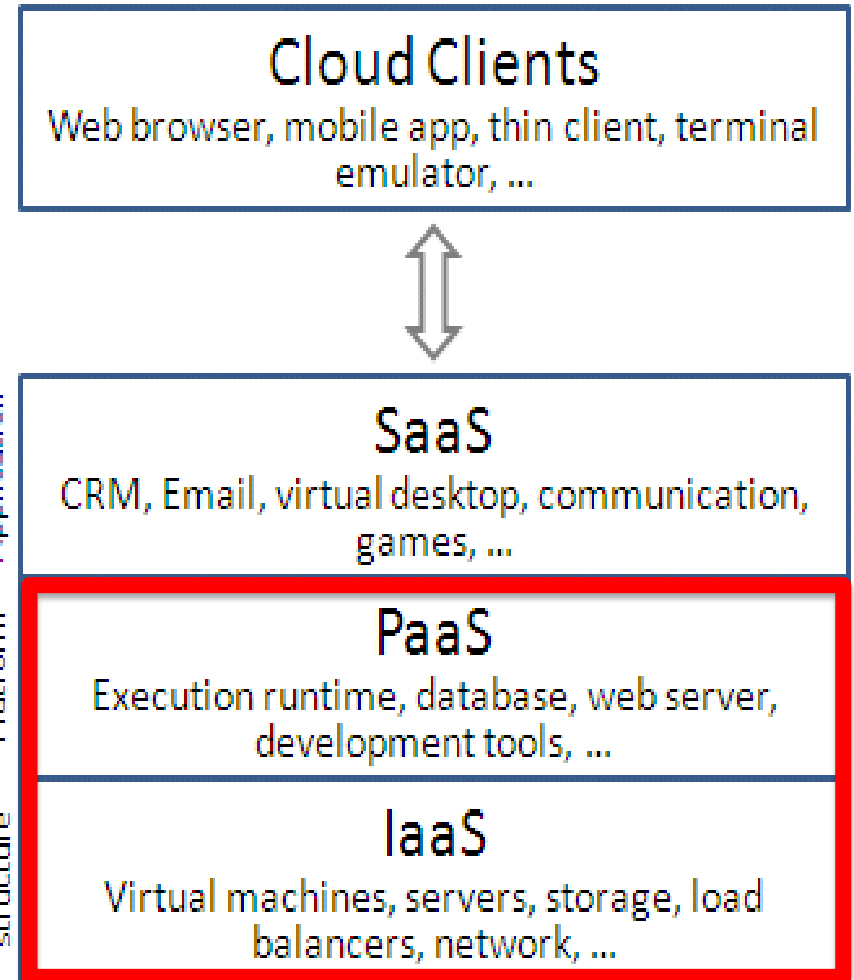 Cloud Clients
Web browser, mobile app, thin client, terminal
emulator, ...
SaaS
CRM, Email, virtual desktop, communication,
games, ...
PaaS
Execution runtime, database, web server,
development tools, ...
IaaS
Virtual machines, servers, storage, load
balancers, network, ...